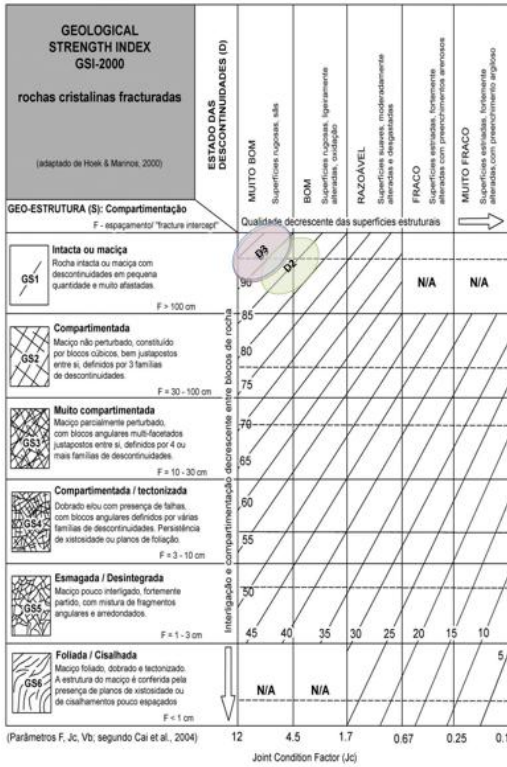 GEOLOGICAL
STRENGTH INDEX
GSI-2000
rochas cristalinas fracturadas
(adaptado de Hoek & Marinos, 2000)
ESTADO DAS
DESCONTINUIDADES (D)
MUITO BOM
Superfícies rugosas, sãs
BOM
Superfícies rugosas, ligeiramente
alteradas, oxidação
RAZOÁVEL
Superfícies suaves, moderadamente
alteradas e desgastadas
FRACO
Superfícies estriadas, fortemente
alteradas com preenchimentos arenosos
MUITO FRACO
Superfícies estriadas, fortemente
alteradas com preenchimento argiloso
GEO-ESTRUTURA (S): Compartimentação
F - espaçamento/ "fracture intercept"
Qualidade decrescente das superfícies estruturais
Interligação e compartimentação decrescente entre blocos de rocha
GS1
Intacta ou maciça
Rocha intacta ou maciça com
descontinuidades em pequena
quantidade e muito afastadas.
F > 100 cm
D3
D2
90
N/A
N/A
85
GS2
Compartimentada
Maciço não perturbado, constituído
por blocos cúbicos, bem justapostos
entre si, definidos por 3 famílias
de descontinuidades.
F = 30 - 100 cm
80
75
GS3
Muito compartimentada
Maciço parcialmente perturbado,
com blocos angulares multi-facetados
justapostos entre si, definidos por 4 ou
mais famílias de descontinuidades.
F = 10 - 30 cm
70
65
GS4
Compartimentada / tectonizada
Dobrado e/ou com presença de falhas,
com blocos angulares definidos por várias
famílias de descontinuidades. Persistência
de xistosidade ou planos de foliação.
F = 3 - 10 cm
60
55
GS5
Esmagada / Desintegrada
Maciço pouco interligado, fortemente
partido, com mistura de fragmentos
angulares e arredondados.
F = 1 - 3 cm
50
45 40 35 30 25 20 15 10
GS6
Foliada / Cisalhada
Maciço foliado, dobrado e tectonizado.
A estrutura do maciço é conferida pela
presença de planos de xistosidade ou
de cisalhamentos pouco espaçados
F < 1 cm
N/A
N/A
5
(Parâmetros F, Jc, Vb; segundo Cai et al., 2004)
12 4.5 1.7 0.67 0.25 0.1
Joint Condition Factor (Jc)